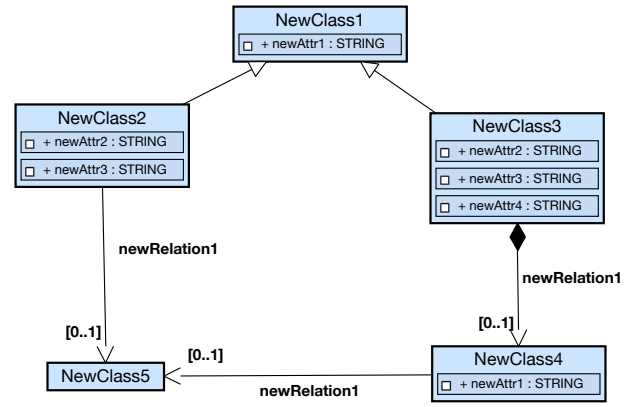 NewClass1
+ newAttr1 : STRING
NewClass2
+ newAttr2 : STRING
+ newAttr3 : STRING
NewClass3
+ newAttr2 : STRING
+ newAttr3 : STRING
+ newAttr4 : STRING
newRelation1
newRelation1
[0..1]
[0..1]
[0..1]
NewClass5
newRelation1
NewClass4
+ newAttr1 : STRING